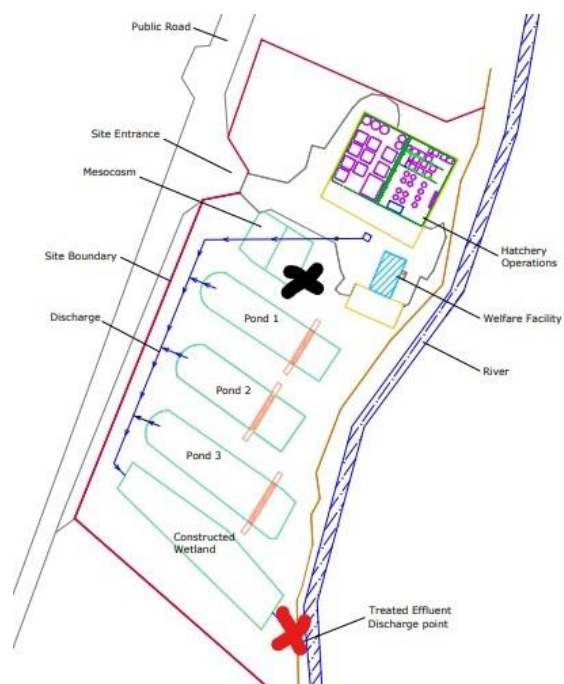 Public Road
Site Entrance
Mesocosm
Site Boundary
Hatchery
Operations
Discharge
Pond 1
Welfare Facility
River
Pond 2
Pond 3
Constructed
Wetland
Treated Effluent
Discharge point